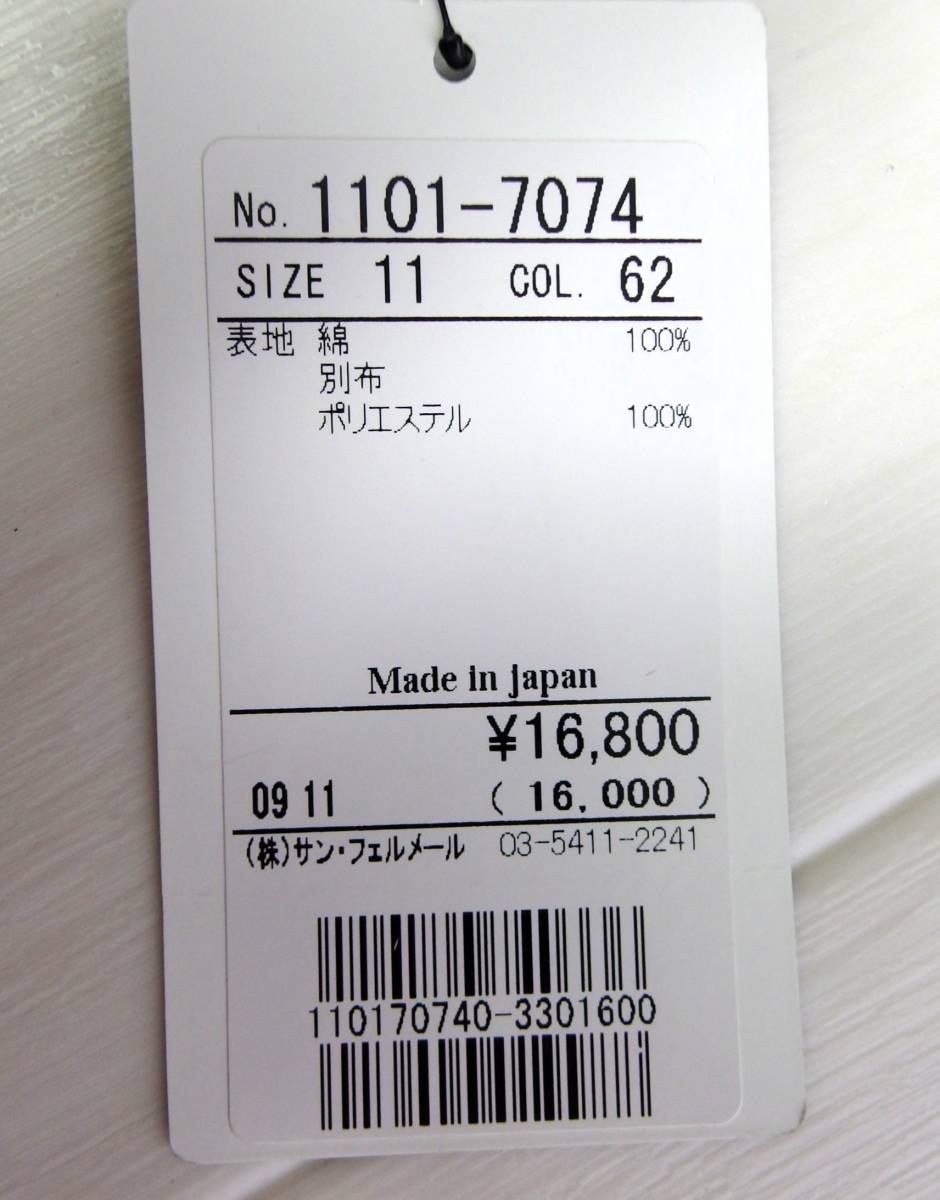 No. 1101-7074
SIZE 11 COL. 62
表地 綿 100%
別布
ポリエステル 100%
Made in japan
¥16,800
09 11 ( 16,000 )
(株)サン・フェルメール 03-5411-2241
110170740-3301600